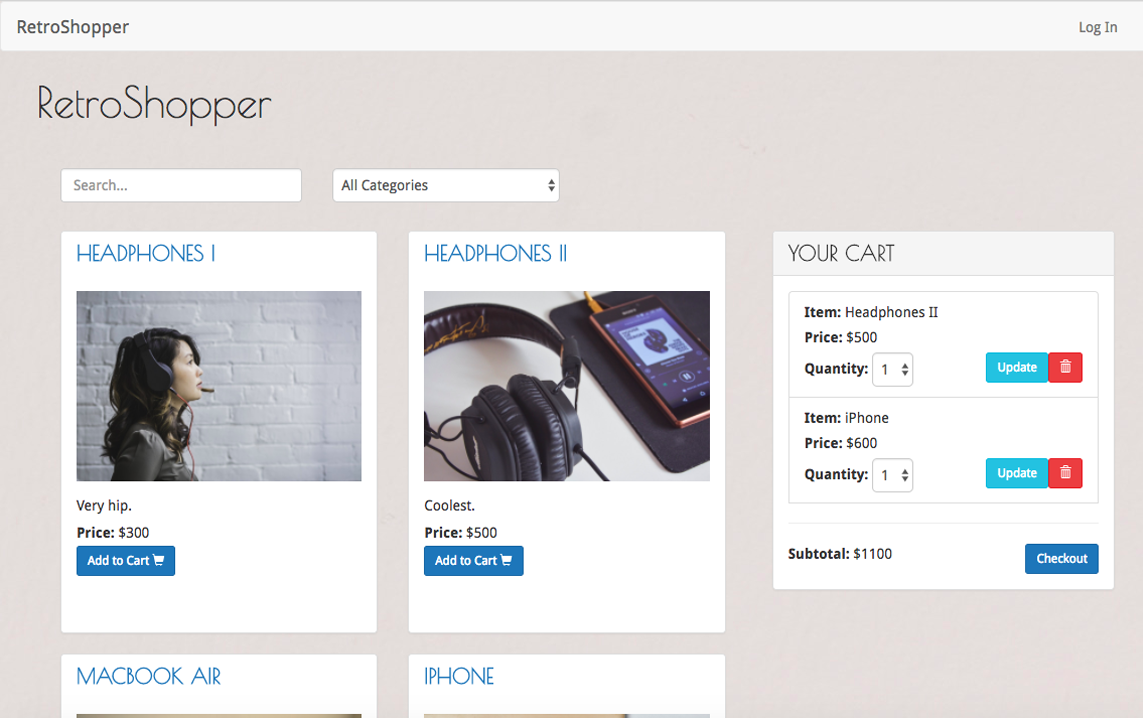 RetroShopper
Log In
RetroShopper
Search...
All Categories
HEADPHONES I
Very hip.
Price: $300
Add to Cart
HEADPHONES II
Coolest.
Price: $500
Add to Cart
MACBOOK AIR
IPHONE
YOUR CART
Item: Headphones II
Price: $500
Quantity: 1
Update
Item: iPhone
Price: $600
Quantity: 1
Update
Subtotal: $1100
Checkout